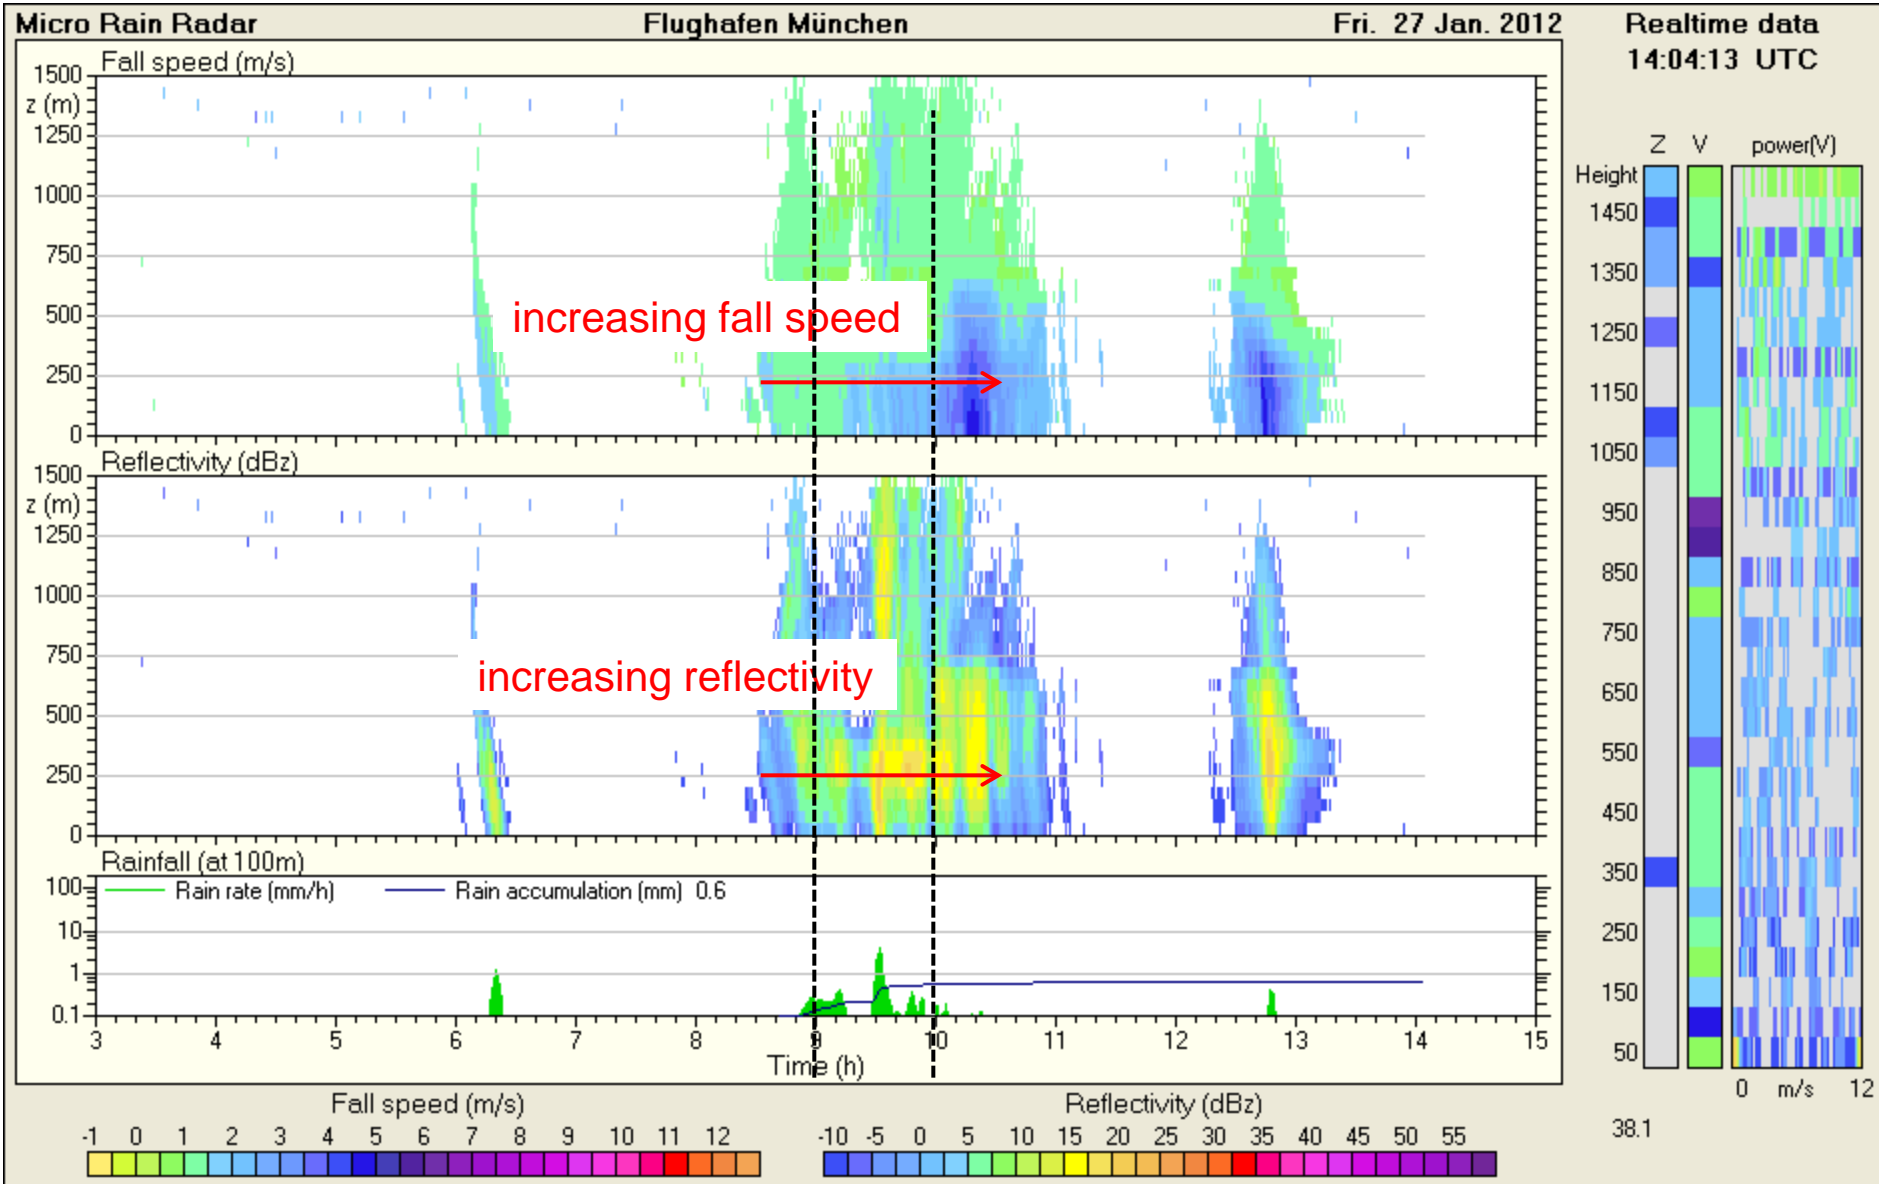 Micro Rain Radar Flughafen München Fri. 27 Jan. 2012 Realtime data
14:04:13 UTC
Fall speed (m/s)
1500
z (m)
1250
1000
750
500
250
0
increasing fall speed
Reflectivity (dBz)
1500
z (m)
1250
1000
750
500
250
0
increasing reflectivity
Rainfall (at 100m)
Rain rate (mm/h) Rain accumulation (mm) 0.6
100
10
1
0.1
3 4 5 6 7 8 9 10 11 12 13 14 15
Time (h)
Z V power(V)
Height
1450
1350
1250
1150
1050
950
850
750
650
550
450
350
250
150
50
0 m/s 12
38.1
Fall speed (m/s)
-1 0 1 2 3 4 5 6 7 8 9 10 11 12
Reflectivity (dBz)
-10 -5 0 5 10 15 20 25 30 35 40 45 50 55